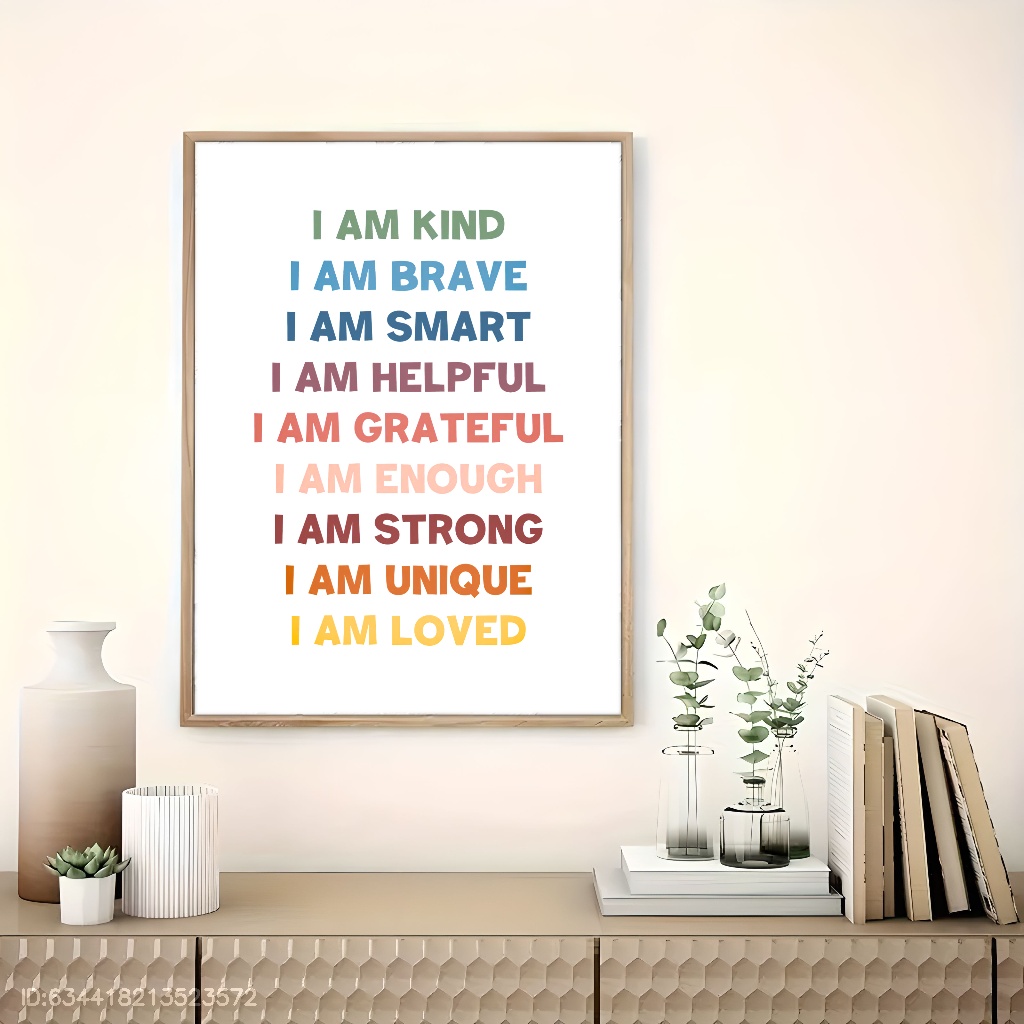 I AM KIND
I AM BRAVE
I AM SMART
I AM HELPFUL
I AM GRATEFUL
I AM ENOUGH
I AM STRONG
I AM UNIQUE
I AM LOVED
ID:634418213523572